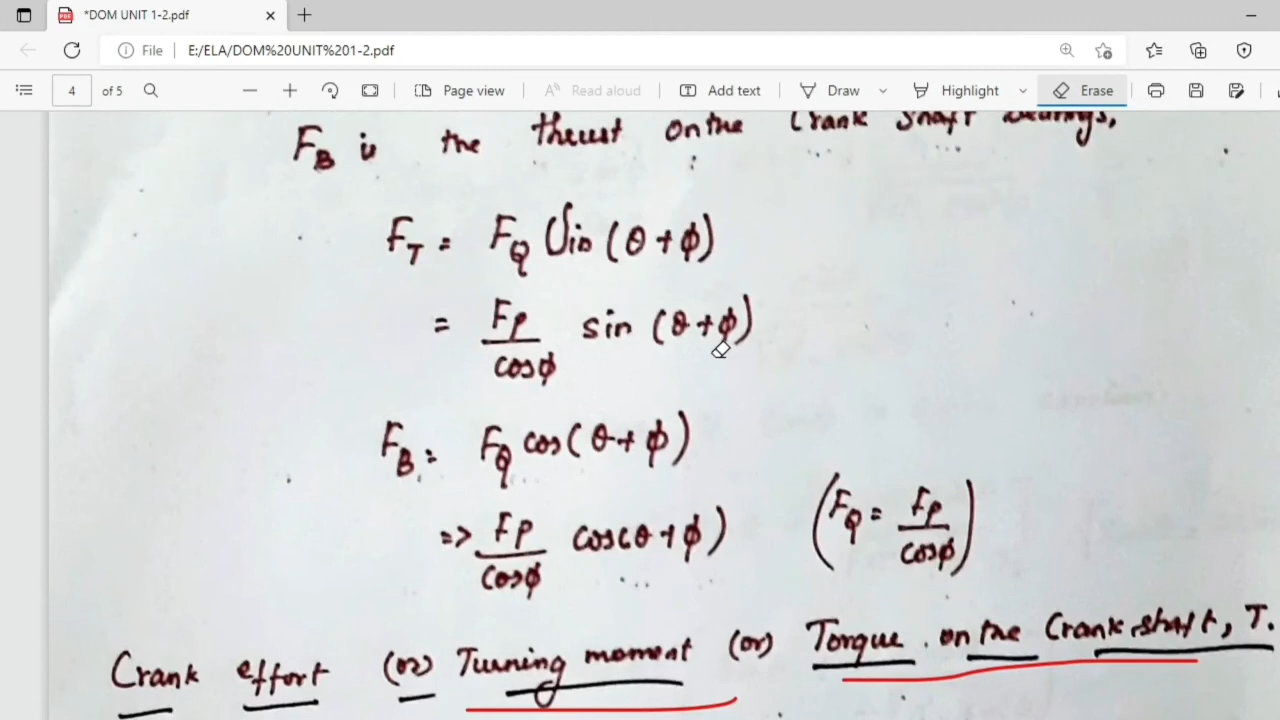 *DOM UNIT 1-2.pdf
File E:/ELA/DOM%20UNIT%201-2.pdf
4 of 5 Page view Read aloud Add text Draw Highlight Erase
F_B is the thrust on the Crank shaft bearings.
F_T = F_Q Sin (θ + ϕ)
= F_P / cosϕ sin (θ + ϕ)
F_B = F_Q cos (θ + ϕ)
=> F_P / cosϕ cos(θ + ϕ) (F_Q = F_P / cosϕ)
Crank effort (or) Turning moment (or) Torque on the Crank shaft, T.